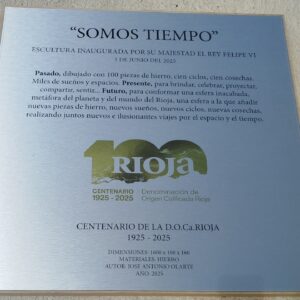 “SOMOS TIEMPO”
ESCULTURA INAUGURADA POR SU MAJESTAD EL REY FELIPE VI
3 DE JUNIO DEL 2025
Pasado, dibujado con 100 piezas de hierro, cien ciclos, cien cosechas.
Miles de sueños y espacios. Presente, para brindar, celebrar, proyectar,
compartir, sentir... Futuro, para conformar una esfera inacabada,
metáfora del planeta y del mundo del Rioja, una esfera a la que añadir
nuevas piezas de hierro, nuevos sueños, nuevos ciclos, nuevas cosechas,
realizando juntos nuevos e ilusionantes viajes por el espacio y el tiempo.
100 RIOJA
CENTENARIO
1925 - 2025
Denominación de
Origen Calificada Rioja
CENTENARIO DE LA D.O.Ca.RIOJA
1925 - 2025
DIMENSIONES:
MATERIALES: HIERRO
AUTOR: JOSE ANTONIO OLARTE
AÑO: 2025